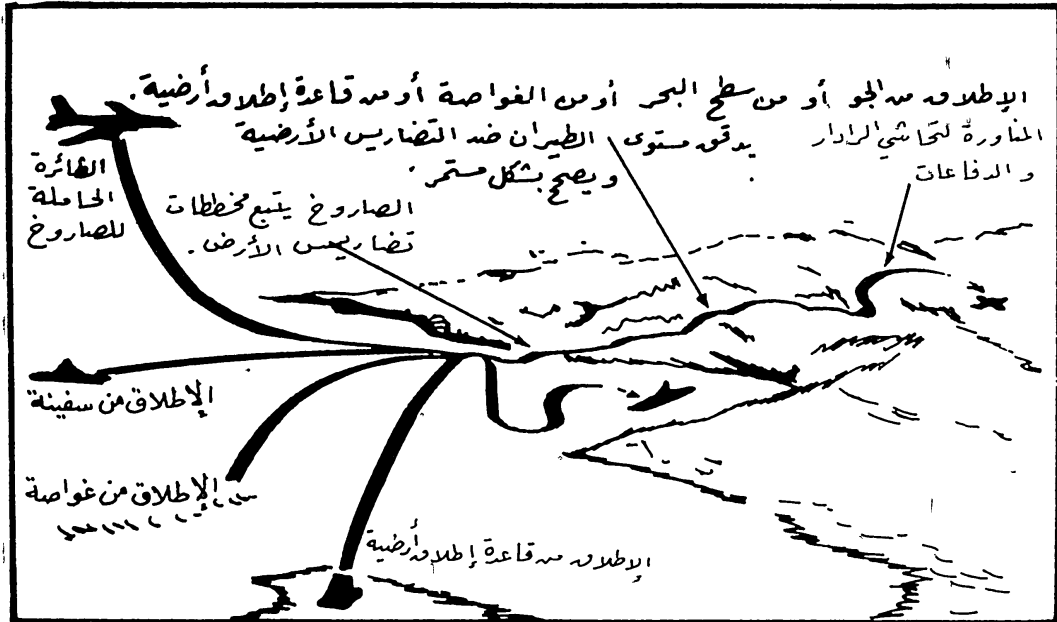 الإطلاق من الجو أو من سطح البحر أو من الغواصة أو من قاعدة إطلاق أرضية.
المناورة لتحاشي الرادار
و الدفاعات
يدقق مستوى الطيران ضد التضاريس الأرضية
و يصحح بشكل مستمر.
الصاروخ يتبع مخططات
تضاريس الأرض.
الطائرة
الحاملة
للصاروخ
الإطلاق من سفينة
الإطلاق من غواصة
الإطلاق من قاعدة إطلاق أرضية